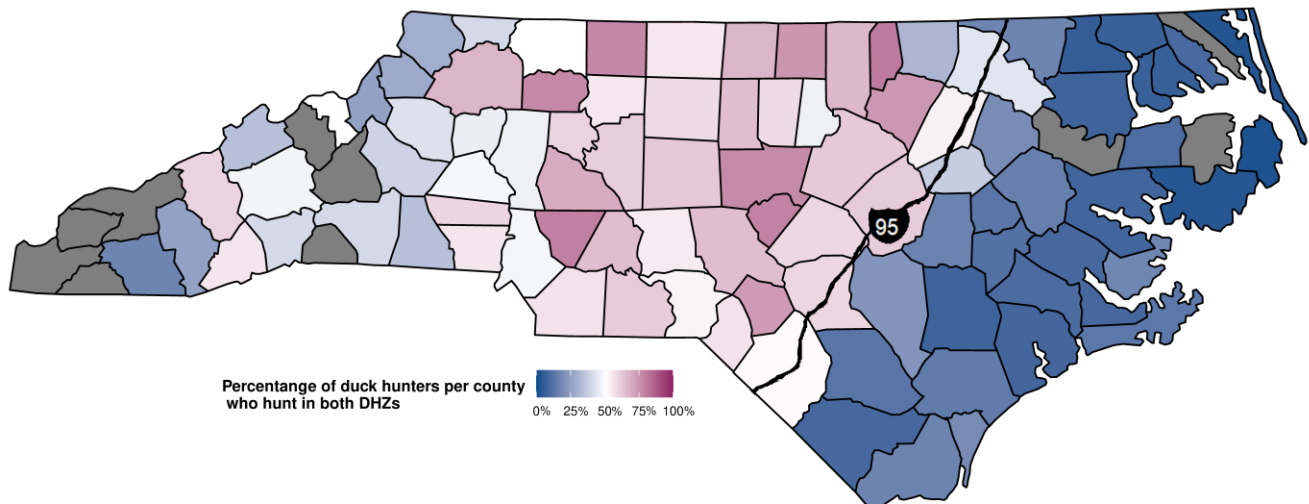 95
Percentange of duck hunters per county
who hunt in both DHZs
0% 25% 50% 75% 100%